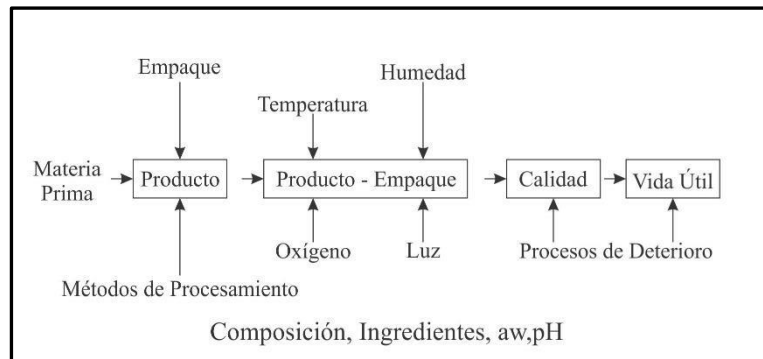 Empaque
Humedad
Temperatura
Materia
Prima
Producto
Producto - Empaque
Calidad
Vida Útil
Oxígeno
Luz
Procesos de Deterioro
Métodos de Procesamiento
Composición, Ingredientes, aw,pH